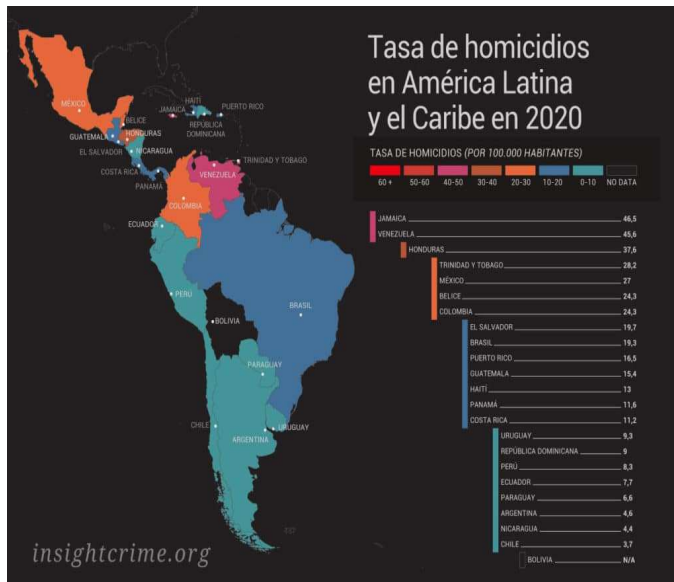 Tasa de homicidios
en América Latina
y el Caribe en 2020
TASA DE HOMICIDIOS (POR 100.000 HABITANTES)
60 + 50-60 40-50 30-40 20-30 10-20 0-10 NO DATA
MÉXICO
BELICE
GUATEMALA
HONDURAS
EL SALVADOR
NICARAGUA
COSTA RICA
PANAMÁ
JAMAICA
HAITÍ
REPÚBLICA
DOMINICANA
PUERTO RICO
TRINIDAD Y TOBAGO
VENEZUELA
COLOMBIA
ECUADOR
PERÚ
BRASIL
BOLIVIA
PARAGUAY
CHILE
ARGENTINA
URUGUAY
JAMAICA 46,5
VENEZUELA 45,6
HONDURAS 37,6
TRINIDAD Y TOBAGO 28,2
MÉXICO 27
BELICE 24,3
COLOMBIA 24,3
EL SALVADOR 19,7
BRASIL 19,3
PUERTO RICO 16,5
GUATEMALA 15,4
HAITÍ 13
PANAMÁ 11,6
COSTA RICA 11,2
URUGUAY 9,3
REPÚBLICA DOMINICANA 9
PERÚ 8,3
ECUADOR 7,7
PARAGUAY 6,6
ARGENTINA 4,6
NICARAGUA 4,4
CHILE 3,7
BOLIVIA N/A
insightcrime.org